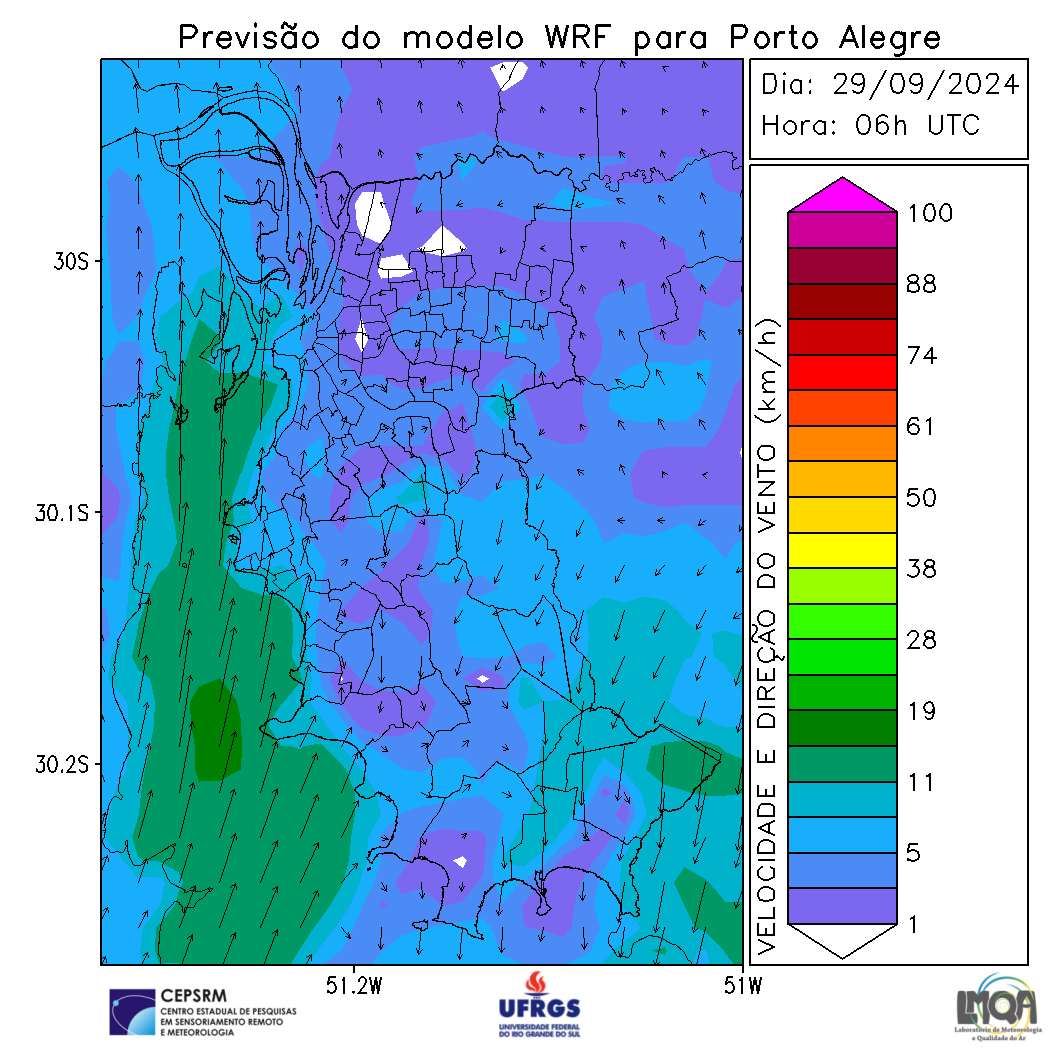 Previsão do modelo WRF para Porto Alegre
Dia: 29/09/2024
Hora: 06h UTC
30S
30.1S
30.2S
51.2W
51W
VELOCIDADE E DIREÇÃO DO VENTO (km/h)
100
88
74
61
50
38
28
19
11
5
1
CEPSRM
CENTRO ESTADUAL DE PESQUISAS
EM SENSORIAMENTO REMOTO
E METEOROLOGIA
UFRGS
UNIVERSIDADE FEDERAL
DO RIO GRANDE DO SUL
LMQA
Laboratório de Meteorologia
e Qualidade do Ar